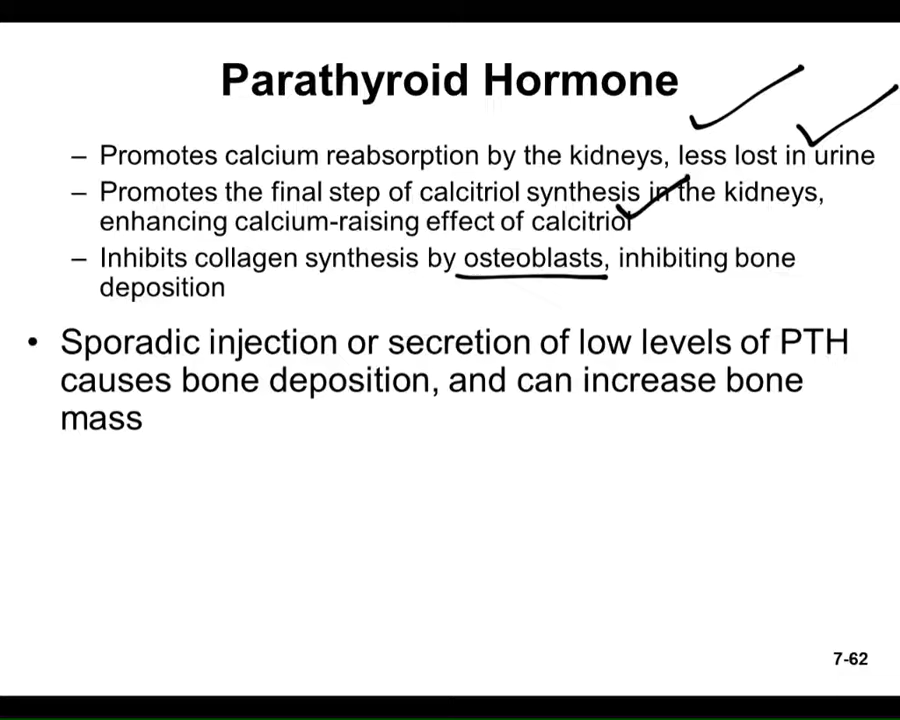 Parathyroid Hormone
– Promotes calcium reabsorption by the kidneys, less lost in urine
– Promotes the final step of calcitriol synthesis in the kidneys,
enhancing calcium-raising effect of calcitriol
– Inhibits collagen synthesis by osteoblasts, inhibiting bone
deposition
• Sporadic injection or secretion of low levels of PTH
causes bone deposition, and can increase bone
mass
7-62